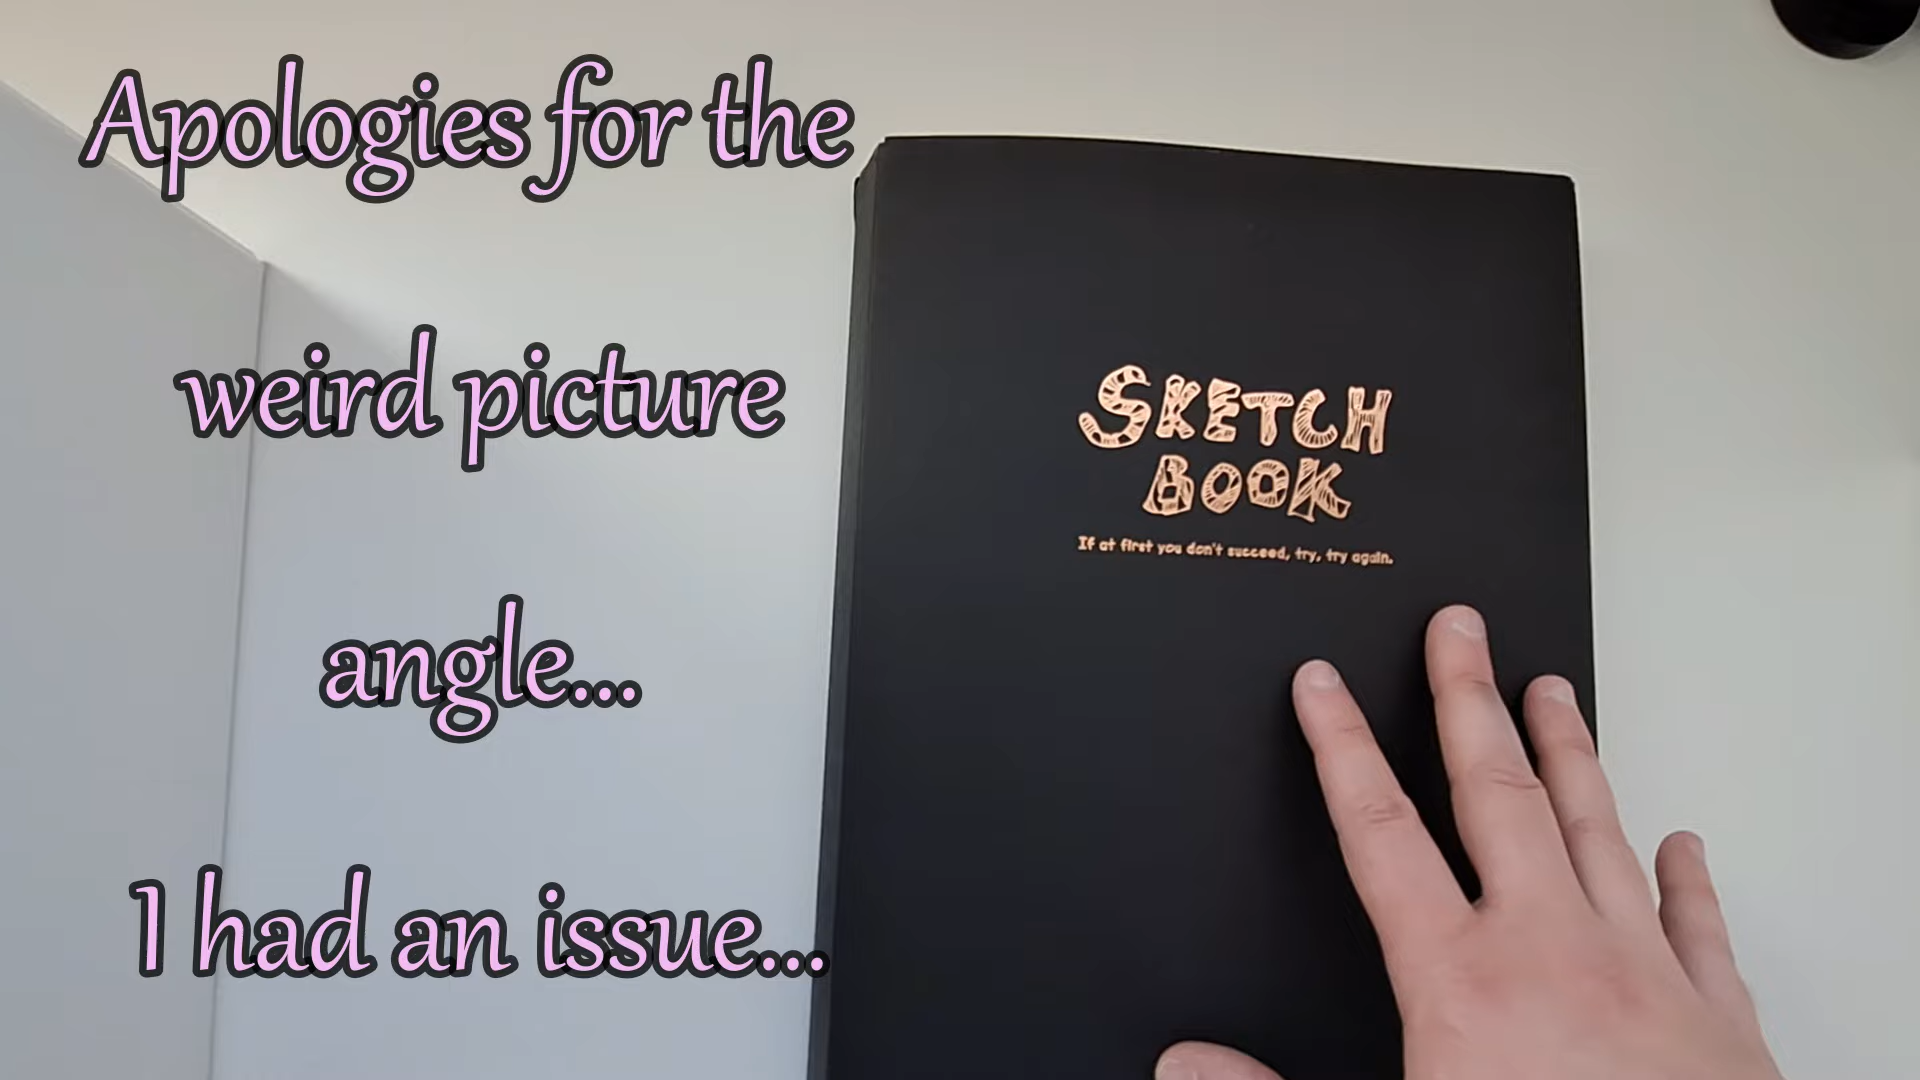 Apologies for the
weird picture
angle...
I had an issue...
SKETCH
BOOK
If at first you don't succeed, try, try again.